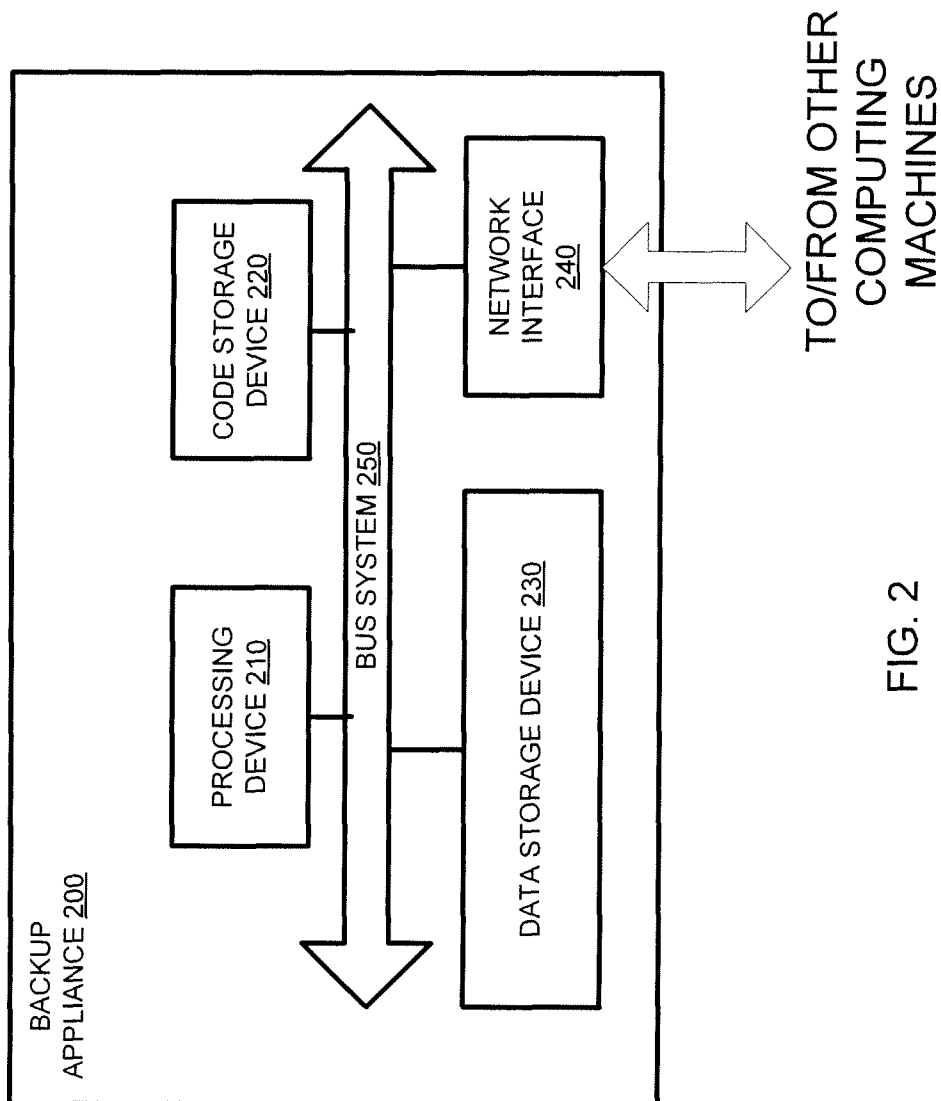 BACKUP
APPLIANCE 200
PROCESSING
DEVICE 210
CODE STORAGE
DEVICE 220
BUS SYSTEM 250
DATA STORAGE DEVICE 230
NETWORK
INTERFACE
240
TO/FROM OTHER
COMPUTING
MACHINES
FIG. 2